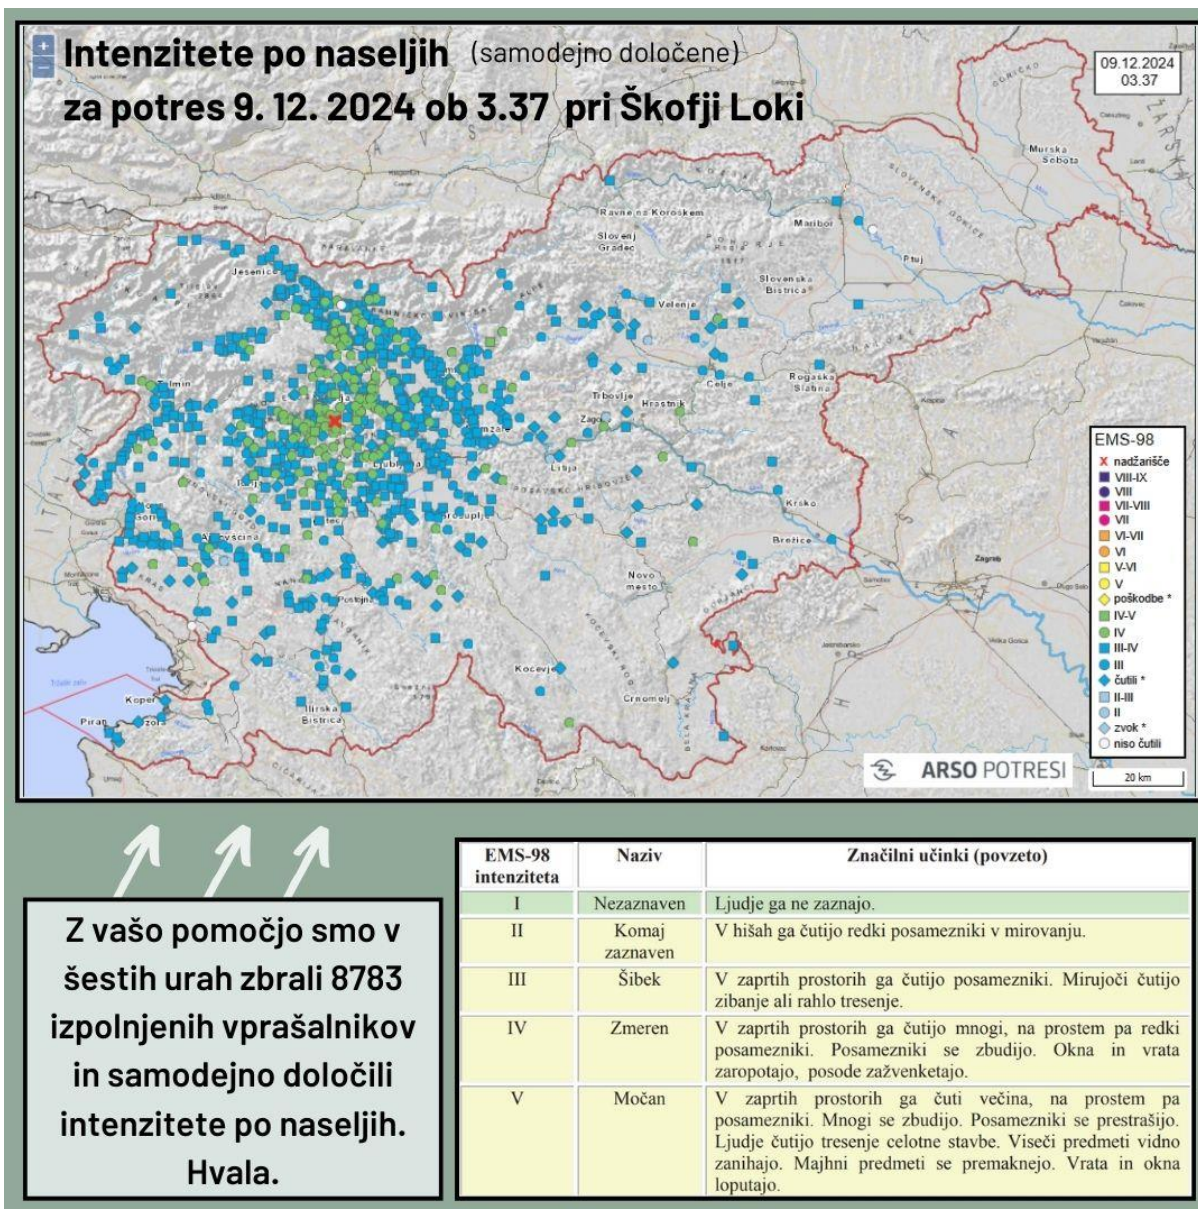 Intenzitete po naseljih (samodejno določene)
za potres 9. 12. 2024 ob 3.37 pri Škofji Loki
09.12.2024
03.37
Murska
Sobota
Ravne na Koroškem
Maribor
Slovenj
Gradec
Ptuj
Jesenice
Slovenska
Bistrica
Velenje
Čakovec
Varaždin
Tolmin
Celje
Rogaška
Slatina
Trbovlje
Hrastnik
Litija
Krško
Brežice
Zagreb
Samobor
Novo
mesto
Postojna
Kočevje
Črnomelj
Velika Gorica
Karlovac
Koper
Piran
Ilirska
Bistrica
Tržaški zaliv
EMS-98
x nadžarišče
VIII-IX
VIII
VII-VIII
VII
VI-VII
VI
V-VI
V
poškodbe *
IV-V
IV
III-IV
III
čutili *
II-III
II
zvok *
niso čutili
ARSO POTRESI
20 km
Z vašo pomočjo smo v
šestih urah zbrali 8783
izpolnjenih vprašalnikov
in samodejno določili
intenzitete po naseljih.
Hvala.
EMS-98 intenziteta Naziv Značilni učinki (povzeto)
I Nezaznaven Ljudje ga ne zaznajo.
II Komaj zaznaven V hišah ga čutijo redki posamezniki v mirovanju.
III Šibek V zaprtih prostorih ga čutijo posamezniki. Mirujoči čutijo
zibanje ali rahlo tresenje.
IV Zmeren V zaprtih prostorih ga čutijo mnogi, na prostem pa redki
posamezniki. Posamezniki se zbudijo. Okna in vrata
zaropotajo, posode zažvenketajo.
V Močan V zaprtih prostorih ga čuti večina, na prostem pa
posamezniki. Mnogi se zbudijo. Posamezniki se prestrašijo.
Ljudje čutijo tresenje celotne stavbe. Viseči predmeti vidno
zanihajo. Majhni predmeti se premaknejo. Vrata in okna
loputajo.